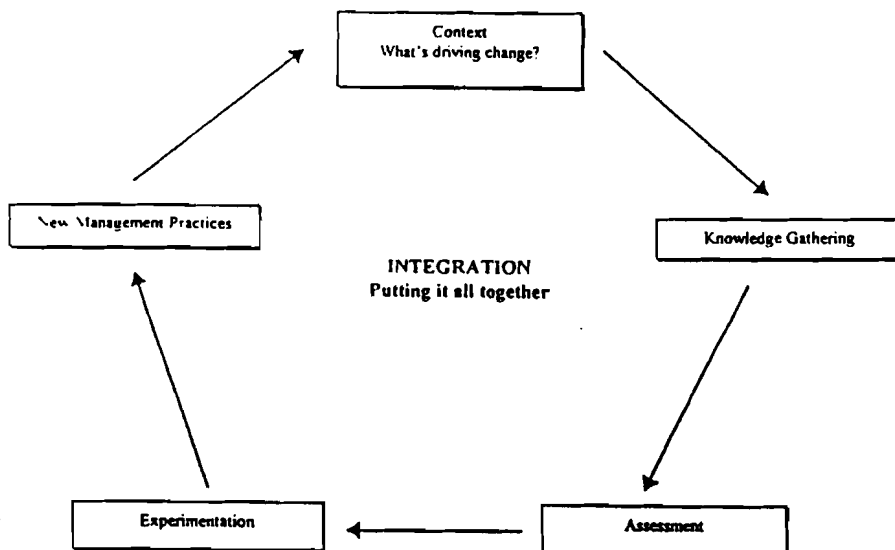 Context
What's driving change?
New Management Practices
Knowledge Gathering
INTEGRATION
Putting it all together
Experimentation
Assessment